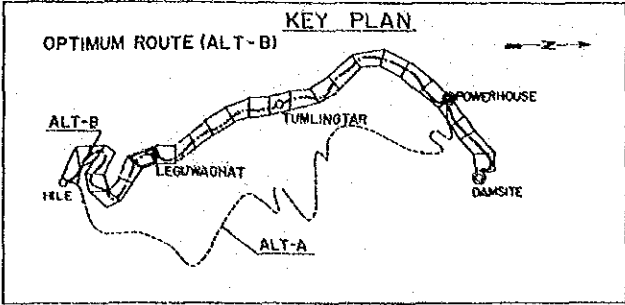 KEY PLAN
OPTIMUM ROUTE (ALT-B)
N
POWERHOUSE
TUMLINGTAR
ALT-B
LEGUWAGHAT
HILE
DAMSITE
ALT-A